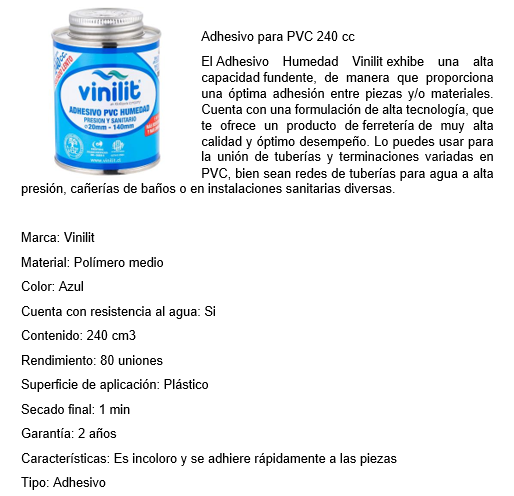 vinilit
ADHESIVO PVC HUMEDAD
PRESION Y SANITARIO
ø20mm - 140mm
Adhesivo para PVC 240 cc
El Adhesivo Humedad Vinilit exhibe una alta
capacidad fundente, de manera que proporciona
una óptima adhesión entre piezas y/o materiales.
Cuenta con una formulación de alta tecnología, que
te ofrece un producto de ferretería de muy alta
calidad y óptimo desempeño. Lo puedes usar para
la unión de tuberías y terminaciones variadas en
PVC, bien sean redes de tuberías para agua a alta
presión, cañerías de baños o en instalaciones sanitarias diversas.
Marca: Vinilit
Material: Polímero medio
Color: Azul
Cuenta con resistencia al agua: Si
Contenido: 240 cm3
Rendimiento: 80 uniones
Superficie de aplicación: Plástico
Secado final: 1 min
Garantía: 2 años
Características: Es incoloro y se adhiere rápidamente a las piezas
Tipo: Adhesivo